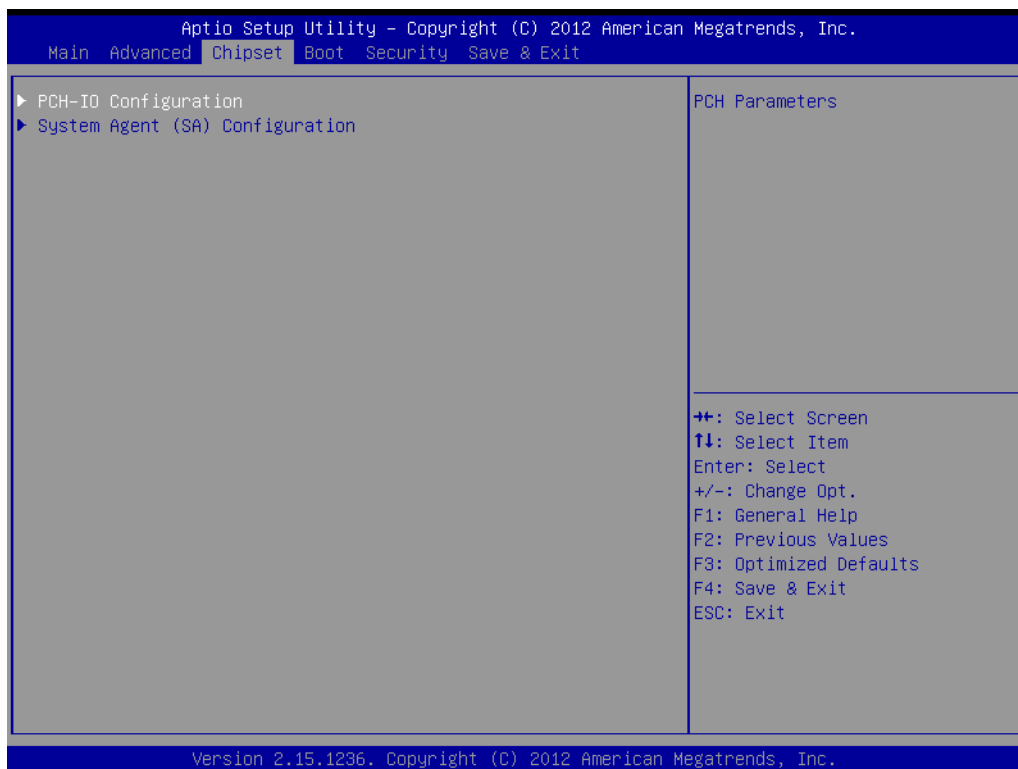 Aptio Setup Utility – Copyright (C) 2012 American Megatrends, Inc.
Main Advanced Chipset Boot Security Save & Exit
PCH-IO Configuration
System Agent (SA) Configuration
PCH Parameters
→←: Select Screen
↑↓: Select Item
Enter: Select
+/-: Change Opt.
F1: General Help
F2: Previous Values
F3: Optimized Defaults
F4: Save & Exit
ESC: Exit
Version 2.15.1236. Copyright (C) 2012 American Megatrends, Inc.